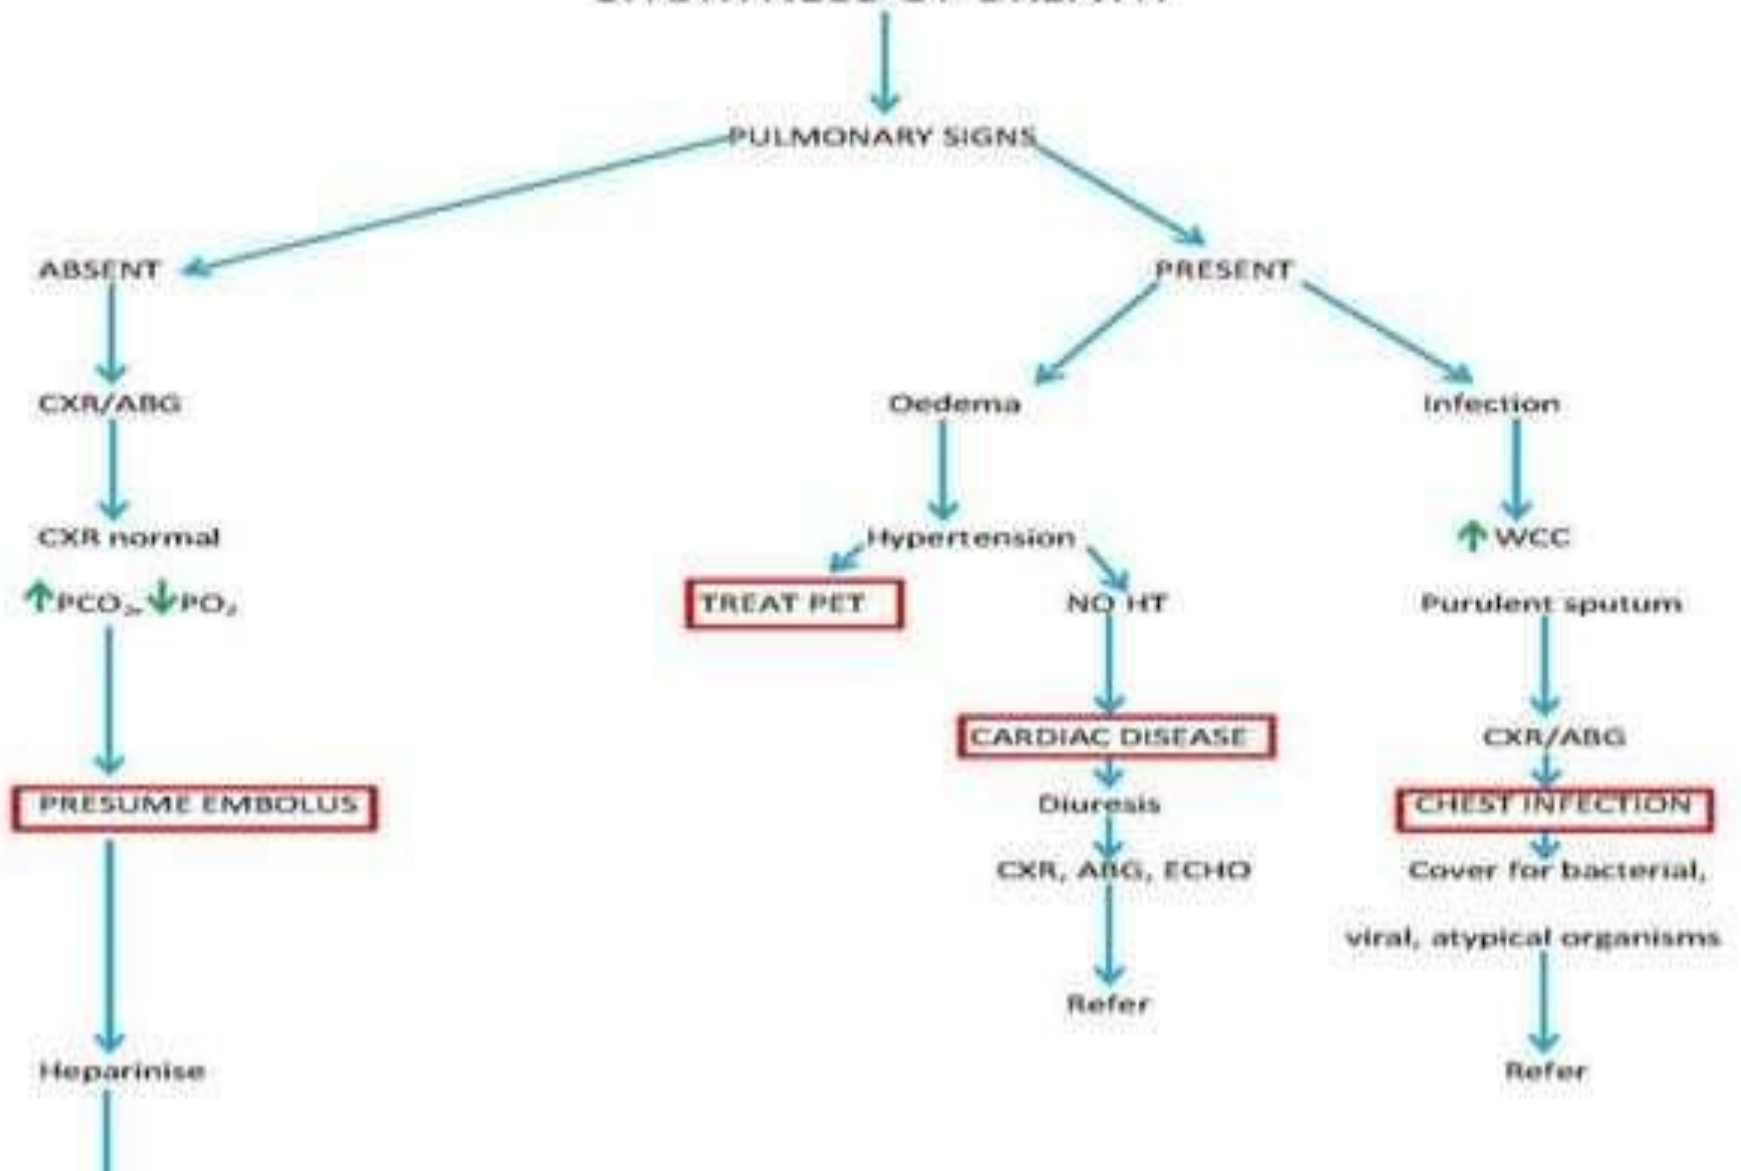 PULMONARY SIGNS
ABSENT
PRESENT
CXR/ABG
Oedema
Infection
CXR normal
Hypertension
↑ WCC
↑PCO₂, ↓PO₂
TREAT PET
NO HT
Purulent sputum
CARDIAC DISEASE
CXR/ABG
PRESUME EMBOLUS
Diuresis
CHEST INFECTION
CXR, ABG, ECHO
Cover for bacterial,
viral, atypical organisms
Refer
Heparinise
Refer